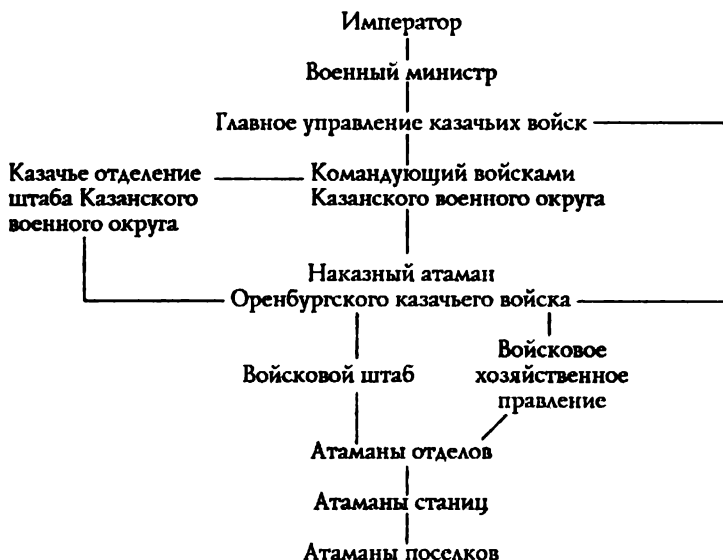 Император
Военный министр
Главное управление казачьих войск
Казачье отделение
штаба Казанского
военного округа
Командующий войсками
Казанского военного округа
Наказный атаман
Оренбургского казачьего войска
Войсковой штаб
Войсковое
хозяйственное
правление
Атаманы отделов
Атаманы станиц
Атаманы поселков